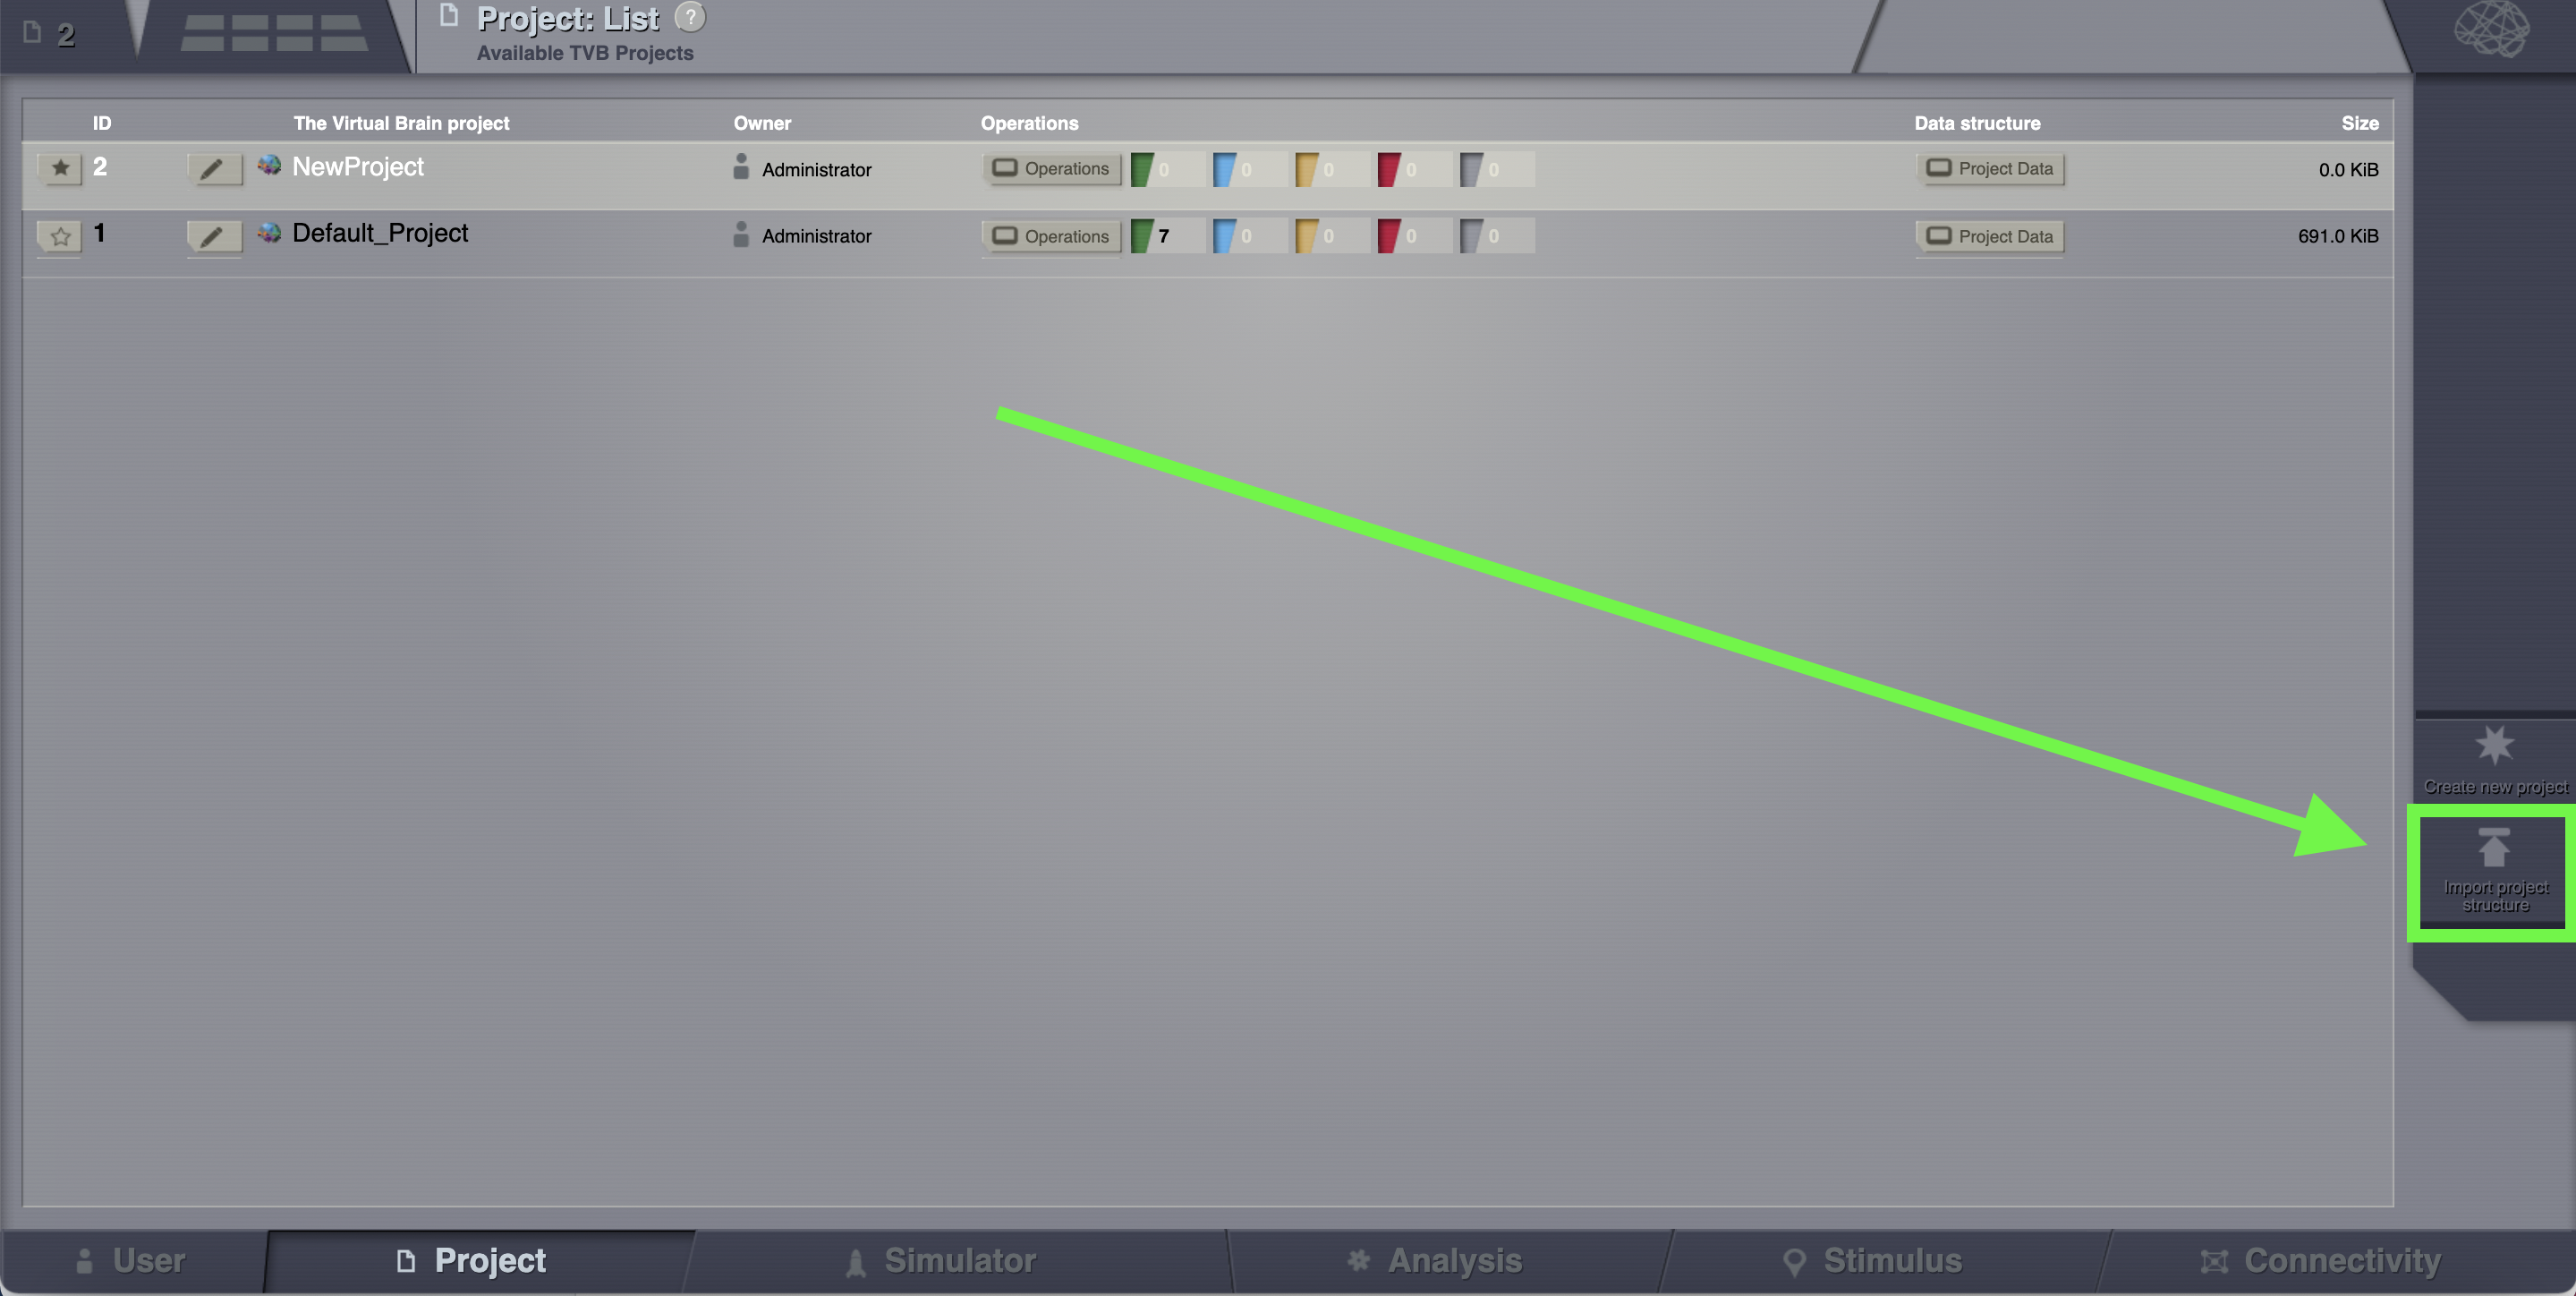 2
Project: List ?
Available TVB Projects
ID The Virtual Brain project Owner Operations Data structure Size
2 NewProject Administrator Operations 0 0 0 0 0 Project Data 0.0 KiB
1 Default_Project Administrator Operations 7 0 0 0 0 Project Data 691.0 KiB
Create new project
Import project
structure
User Project Simulator Analysis Stimulus Connectivity